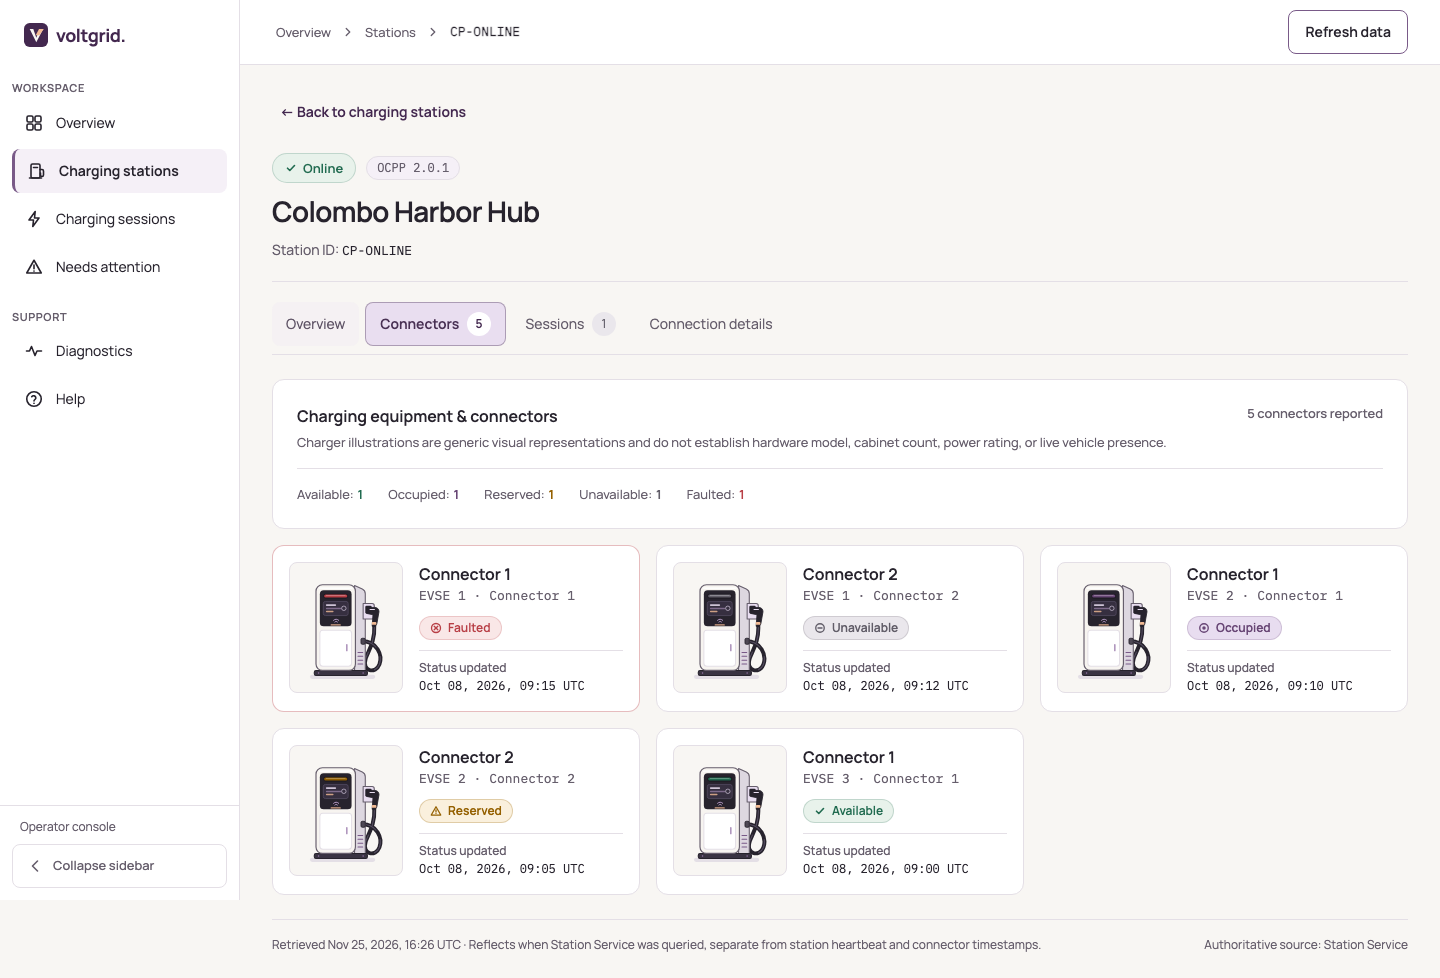 voltgrid.
Overview
Stations
CP-ONLINE
Refresh data
WORKSPACE
Overview
Charging stations
Charging sessions
Needs attention
SUPPORT
Diagnostics
Help
Operator console
Collapse sidebar
← Back to charging stations
Online
OCPP 2.0.1
Colombo Harbor Hub
Station ID: CP-ONLINE
Overview
Connectors 5
Sessions 1
Connection details
Charging equipment & connectors
5 connectors reported
Charger illustrations are generic visual representations and do not establish hardware model, cabinet count, power rating, or live vehicle presence.
Available: 1
Occupied: 1
Reserved: 1
Unavailable: 1
Faulted: 1
Connector 1
EVSE 1 · Connector 1
Faulted
Status updated
Oct 08, 2026, 09:15 UTC
Connector 2
EVSE 1 · Connector 2
Unavailable
Status updated
Oct 08, 2026, 09:12 UTC
Connector 1
EVSE 2 · Connector 1
Occupied
Status updated
Oct 08, 2026, 09:10 UTC
Connector 2
EVSE 2 · Connector 2
Reserved
Status updated
Oct 08, 2026, 09:05 UTC
Connector 1
EVSE 3 · Connector 1
Available
Status updated
Oct 08, 2026, 09:00 UTC
Retrieved Nov 25, 2026, 16:26 UTC · Reflects when Station Service was queried, separate from station heartbeat and connector timestamps.
Authoritative source: Station Service